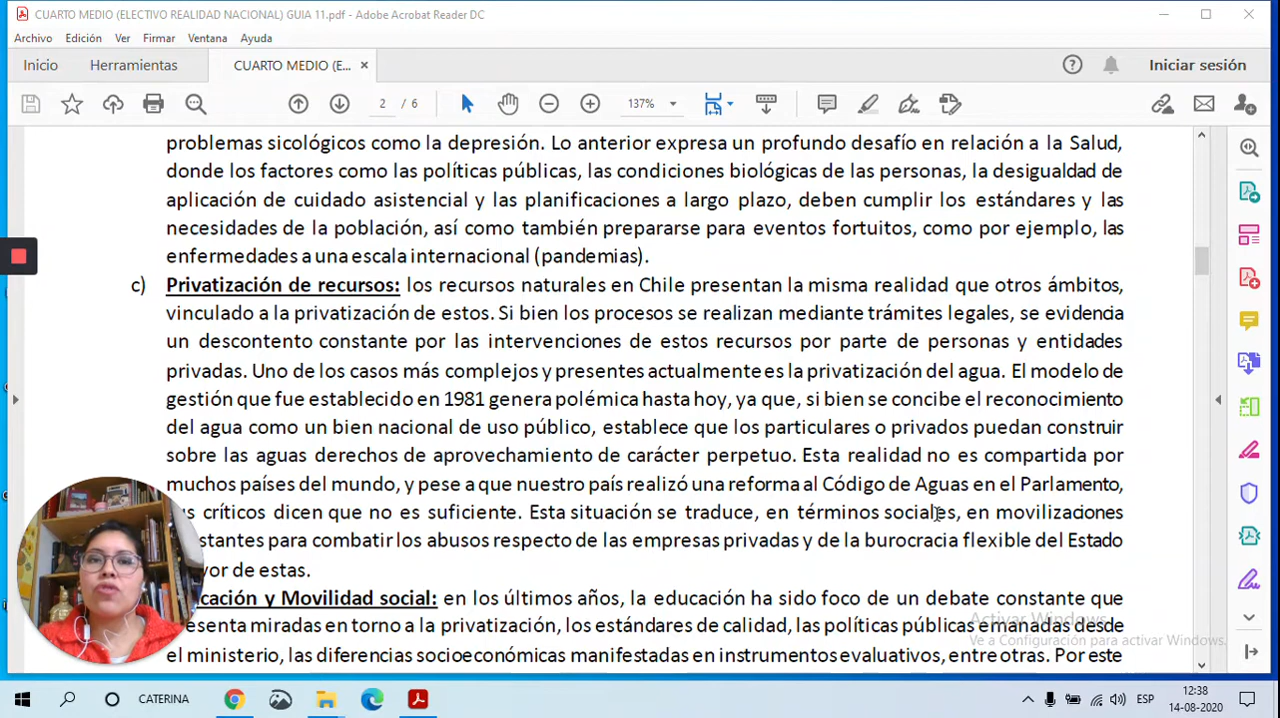 CUARTO MEDIO (ELECTIVO REALIDAD NACIONAL) GUIA 11.pdf - Adobe Acrobat Reader DC
Archivo Edición Ver Firmar Ventana Ayuda
Inicio Herramientas CUARTO MEDIO (E... Iniciar sesión
2 / 6 137%
problemas sicológicos como la depresión. Lo anterior expresa un profundo desafío en relación a la Salud,
donde los factores como las políticas públicas, las condiciones biológicas de las personas, la desigualdad de
aplicación de cuidado asistencial y las planificaciones a largo plazo, deben cumplir los estándares y las
necesidades de la población, así como también prepararse para eventos fortuitos, como por ejemplo, las
enfermedades a una escala internacional (pandemias).
c) Privatización de recursos: los recursos naturales en Chile presentan la misma realidad que otros ámbitos,
vinculado a la privatización de estos. Si bien los procesos se realizan mediante trámites legales, se evidencia
un descontento constante por las intervenciones de estos recursos por parte de personas y entidades
privadas. Uno de los casos más complejos y presentes actualmente es la privatización del agua. El modelo de
gestión que fue establecido en 1981 genera polémica hasta hoy, ya que, si bien se concibe el reconocimiento
del agua como un bien nacional de uso público, establece que los particulares o privados puedan construir
sobre las aguas derechos de aprovechamiento de carácter perpetuo. Esta realidad no es compartida por
muchos países del mundo, y pese a que nuestro país realizó una reforma al Código de Aguas en el Parlamento,
críticos dicen que no es suficiente. Esta situación se traduce, en términos sociales, en movilizaciones
para combatir los abusos respecto de las empresas privadas y de la burocracia flexible del Estado
de estas.
y Movilidad social: en los últimos años, la educación ha sido foco de un debate constante que
miradas en torno a la privatización, los estándares de calidad, las políticas públicas emanadas desde
el ministerio, las diferencias socioeconómicas manifestadas en instrumentos evaluativos, entre otras. Por este
Activar Windows
Ve a Configuración para activar Windows.
CATERINA ESP 12:38
14-08-2020